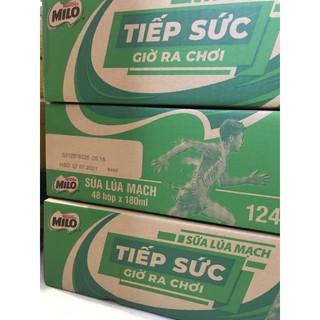 MILO
TIẾP SỨC
GIỜ RA CHƠI
MILO
SỮA LÚA MẠCH
48 hộp x 180ml
124
MILO
SỮA LÚA MẠCH
TIẾP SỨC
GIỜ RA CHƠI